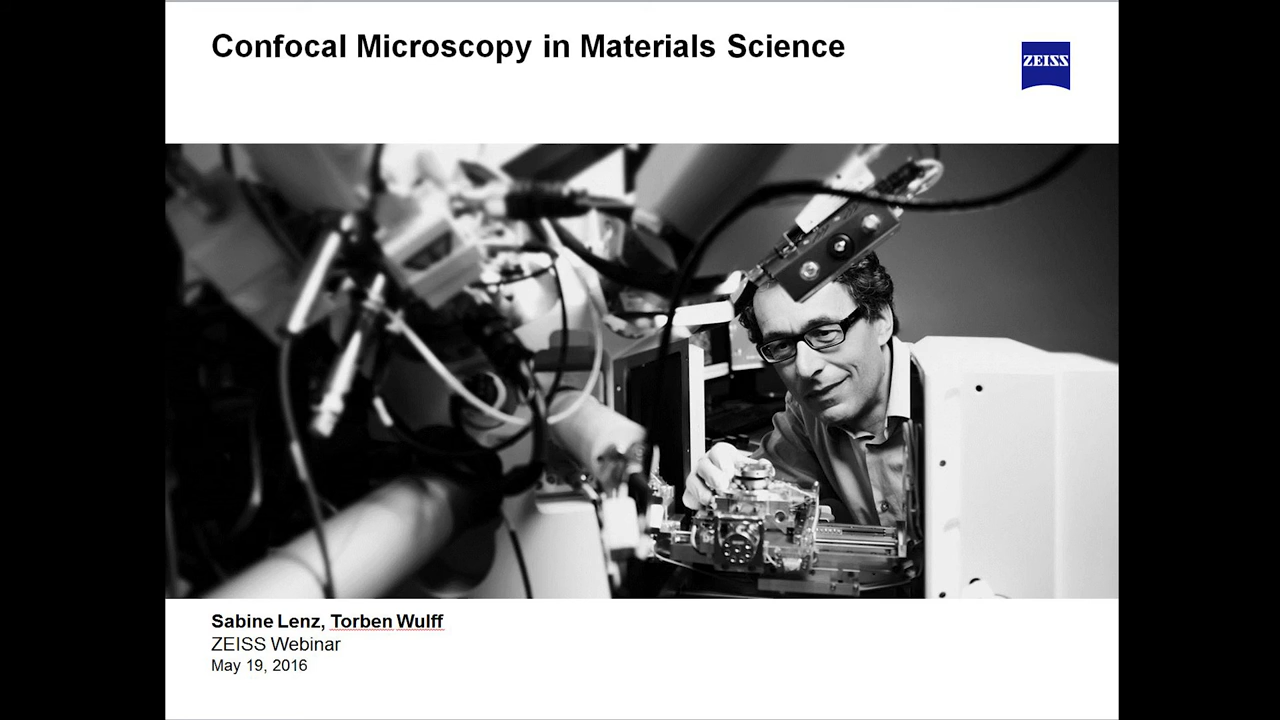 Confocal Microscopy in Materials Science
ZEISS
Sabine Lenz, Torben Wulff
ZEISS Webinar
May 19, 2016